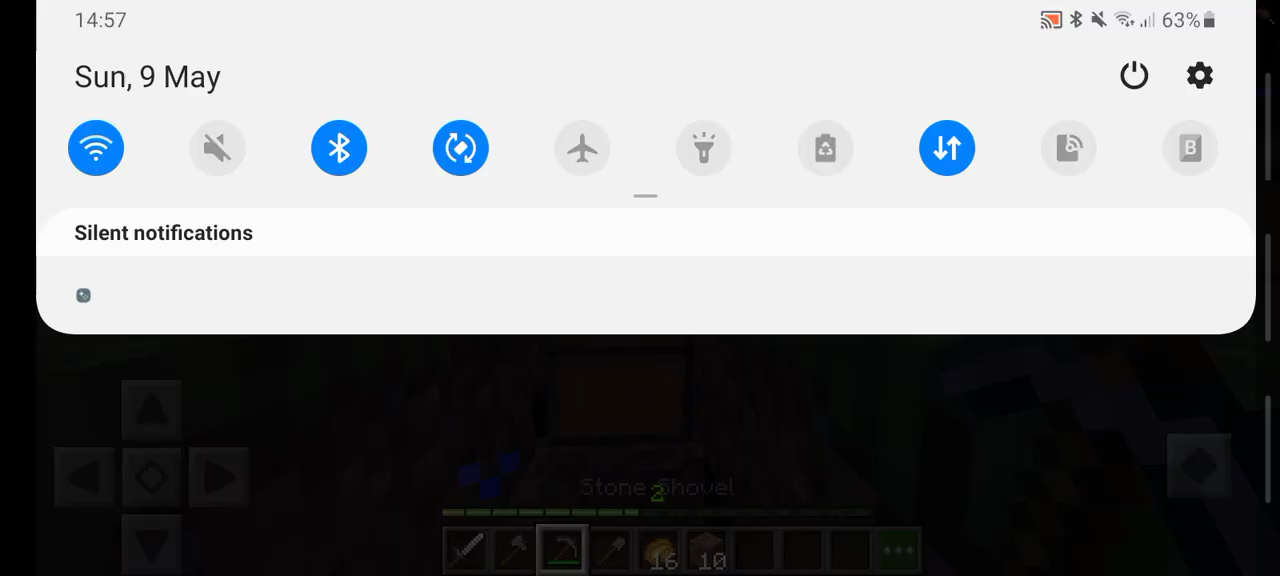 14:57
63%
Sun, 9 May
B
Silent notifications
Stone Shovel
2
16
10